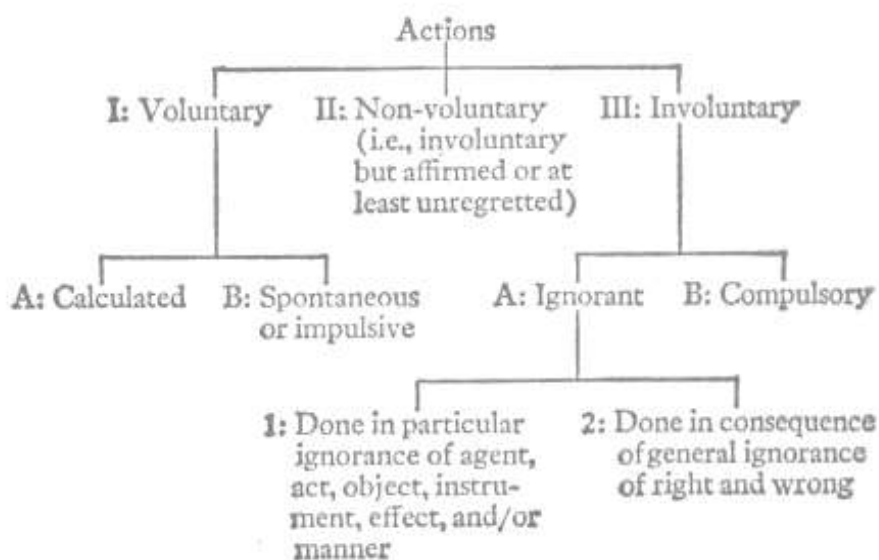 Actions
I: Voluntary
II: Non-voluntary
(i.e., involuntary
but affirmed or at
least unregretted)
III: Involuntary
A: Calculated
B: Spontaneous
or impulsive
A: Ignorant
B: Compulsory
1: Done in particular
ignorance of agent,
act, object, instru-
ment, effect, and/or
manner
2: Done in consequence
of general ignorance
of right and wrong